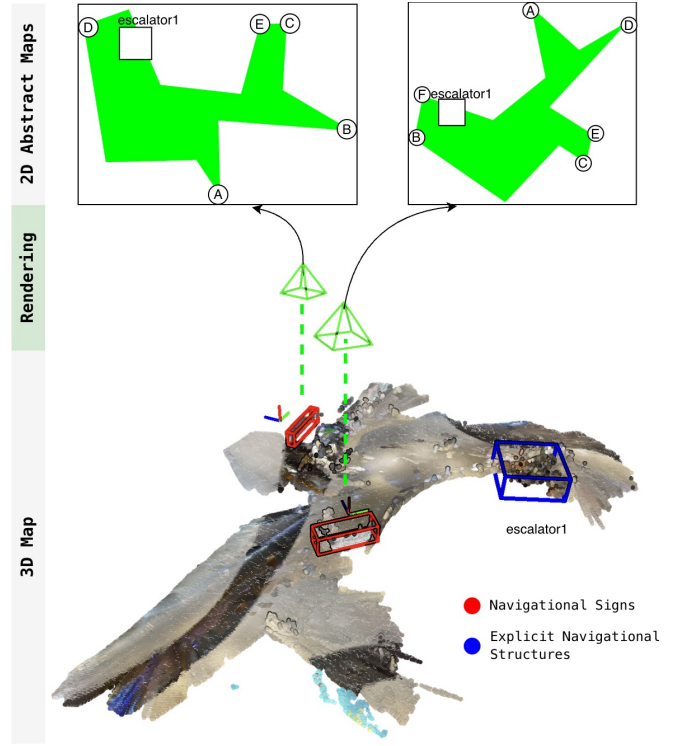 2D Abstract Maps
escalator1
D
E
C
B
A
A
D
F
escalator1
B
E
C
Rendering
3D Map
escalator1
Navigational Signs
Explicit Navigational
Structures